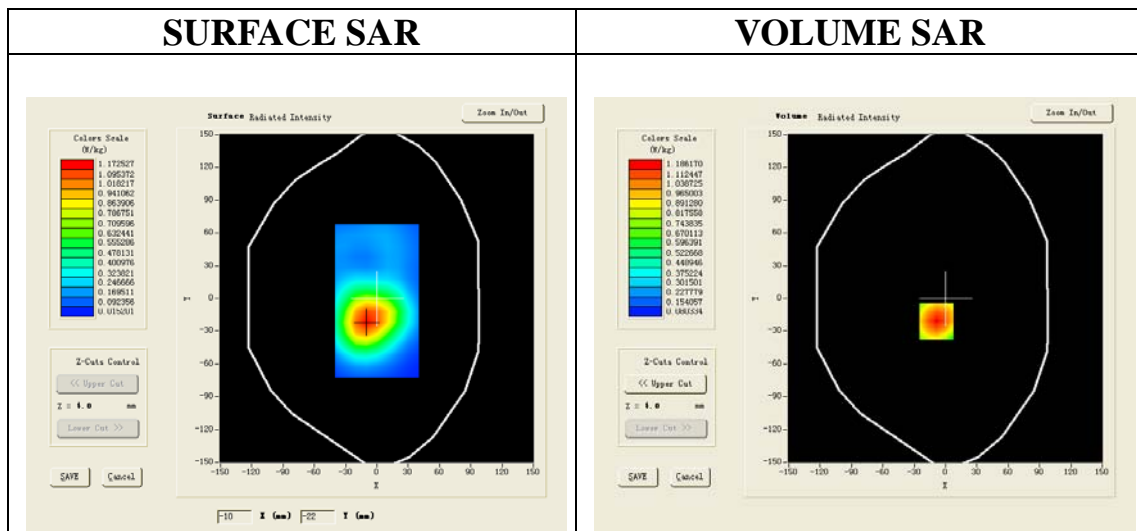 SURFACE SAR
VOLUME SAR
Surface Radiated Intensity
Zoom In/Out
Colors Scale
(W/kg)
1.172527
1.095372
1.018217
0.941062
0.863906
0.786751
0.709596
0.632441
0.555286
0.478131
0.400976
0.323821
0.246666
0.169511
0.092356
0.015201
150
120
90
60
30
0
-30
-60
-90
-120
-150
Y
-150 -120 -90 -60 -30 0 30 60 90 120 150
X
Z-Cuts Control
<< Upper Cut
Z = 4.0 mm
Lower Cut >>
SAVE Cancel
-10 X (mm) -22 Y (mm)
Volume Radiated Intensity
Zoom In/Out
Colors Scale
(W/kg)
1.186170
1.112447
1.038725
0.965003
0.891280
0.817558
0.743835
0.670113
0.596391
0.522668
0.448946
0.375224
0.301501
0.227779
0.154057
0.080334
150
120
90
60
30
0
-30
-60
-90
-120
-150
Y
-150 -120 -90 -60 -30 0 30 60 90 120 150
X
Z-Cuts Control
<< Upper Cut
Z = 4.0 mm
Lower Cut >>
SAVE Cancel